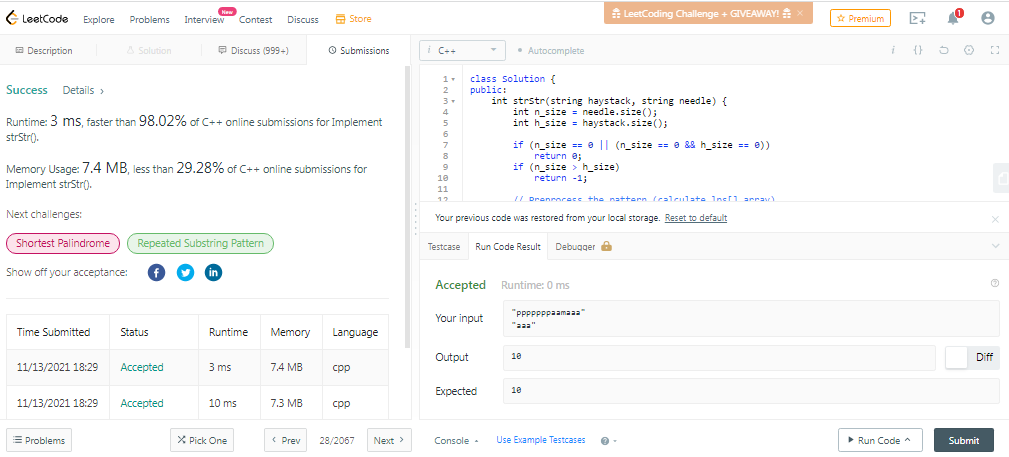 LeetCode Explore Problems Interview New Contest Discuss Store LeetCoding Challenge + GIVEAWAY! × Premium 1
Description Solution Discuss (999+) Submissions
Success Details >
Runtime: 3 ms, faster than 98.02% of C++ online submissions for Implement
strStr().
Memory Usage: 7.4 MB, less than 29.28% of C++ online submissions for
Implement strStr().
Next challenges:
Shortest Palindrome Repeated Substring Pattern
Show off your acceptance: f in
Time Submitted Status Runtime Memory Language
11/13/2021 18:29 Accepted 3 ms 7.4 MB cpp
11/13/2021 18:29 Accepted 10 ms 7.3 MB cpp
Problems Pick One < Prev 28/2067 Next >
i C++ • Autocomplete i {}
1 class Solution {
2 public:
3 int strStr(string haystack, string needle) {
4 int n_size = needle.size();
5 int h_size = haystack.size();
6
7 if (n_size == 0 || (n_size == 0 && h_size == 0))
8 return 0;
9 if (n_size > h_size)
10 return -1;
11
12 // Preprocess the pattern (calculate lps[] array)
Your previous code was restored from your local storage. Reset to default ×
Testcase Run Code Result Debugger
Accepted Runtime: 0 ms ?
Your input
"pppppppaamaaa"
"aaa"
Output 10 Diff
Expected 10
Console Use Example Testcases ? Run Code Submit